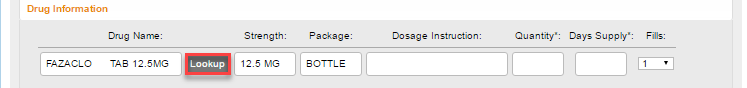 Drug Information
Drug Name: Strength: Package: Dosage Instruction: Quantity*: Days Supply*: Fills:
FAZACLO TAB 12.5MG Lookup 12.5 MG BOTTLE 1